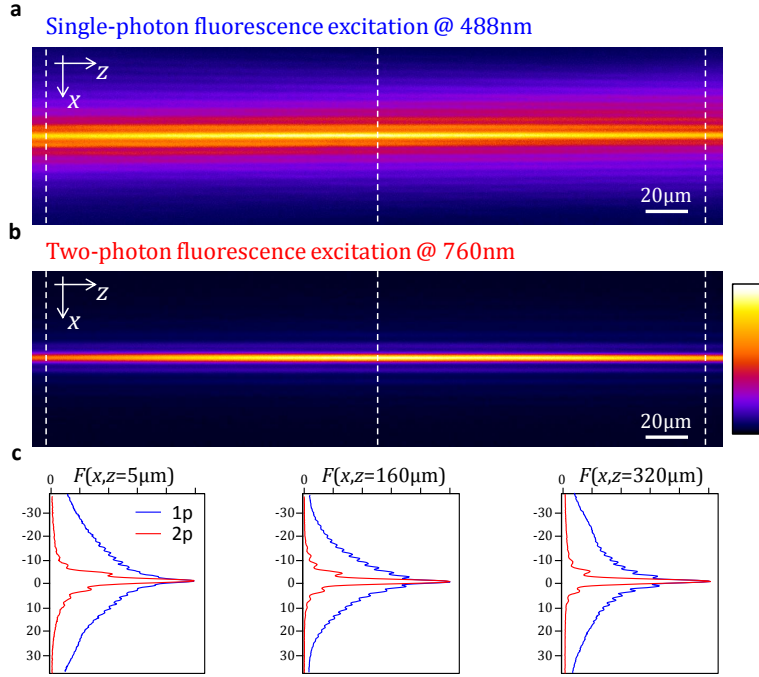 a
Single-photon fluorescence excitation @ 488nm
z
x
20μm
b
Two-photon fluorescence excitation @ 760nm
z
x
20μm
c
F(x,z=5μm) F(x,z=160μm) F(x,z=320μm)
0 0 0
1p
2p
-30 -30 -30
-20 -20 -20
-10 -10 -10
0 0 0
10 10 10
20 20 20
30 30 30